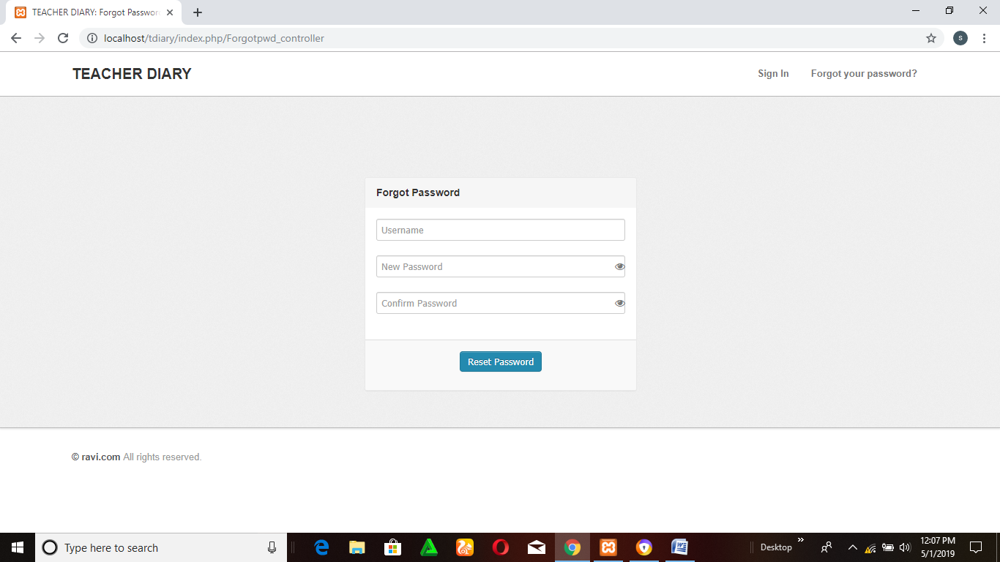 TEACHER DIARY: Forgot Passwor
localhost/tdiary/index.php/Forgotpwd_controller
S
TEACHER DIARY
Sign In
Forgot your password?
Forgot Password
Username
New Password
Confirm Password
Reset Password
© ravi.com All rights reserved.
Type here to search
Desktop
12:07 PM
5/1/2019